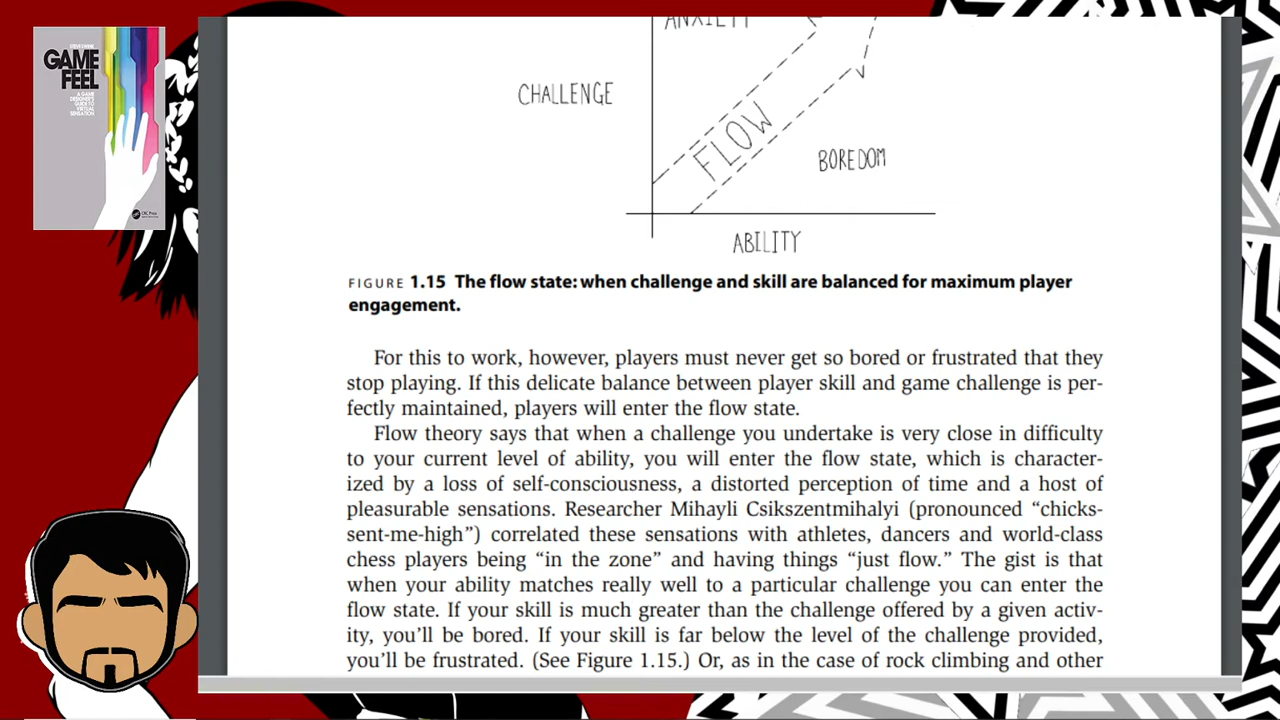 STEVE SWINK
GAME
FEEL
A GAME
DESIGNER'S
GUIDE TO
VIRTUAL
SENSATION
CRC Press
ANXIETY
CHALLENGE
FLOW
BOREDOM
ABILITY
FIGURE 1.15 The flow state: when challenge and skill are balanced for maximum player
engagement.
For this to work, however, players must never get so bored or frustrated that they
stop playing. If this delicate balance between player skill and game challenge is per-
fectly maintained, players will enter the flow state.
Flow theory says that when a challenge you undertake is very close in difficulty
to your current level of ability, you will enter the flow state, which is character-
ized by a loss of self-consciousness, a distorted perception of time and a host of
pleasurable sensations. Researcher Mihayli Csikszentmihalyi (pronounced “chicks-
sent-me-high”) correlated these sensations with athletes, dancers and world-class
chess players being “in the zone” and having things “just flow.” The gist is that
when your ability matches really well to a particular challenge you can enter the
flow state. If your skill is much greater than the challenge offered by a given activ-
ity, you’ll be bored. If your skill is far below the level of the challenge provided,
you’ll be frustrated. (See Figure 1.15.) Or, as in the case of rock climbing and other